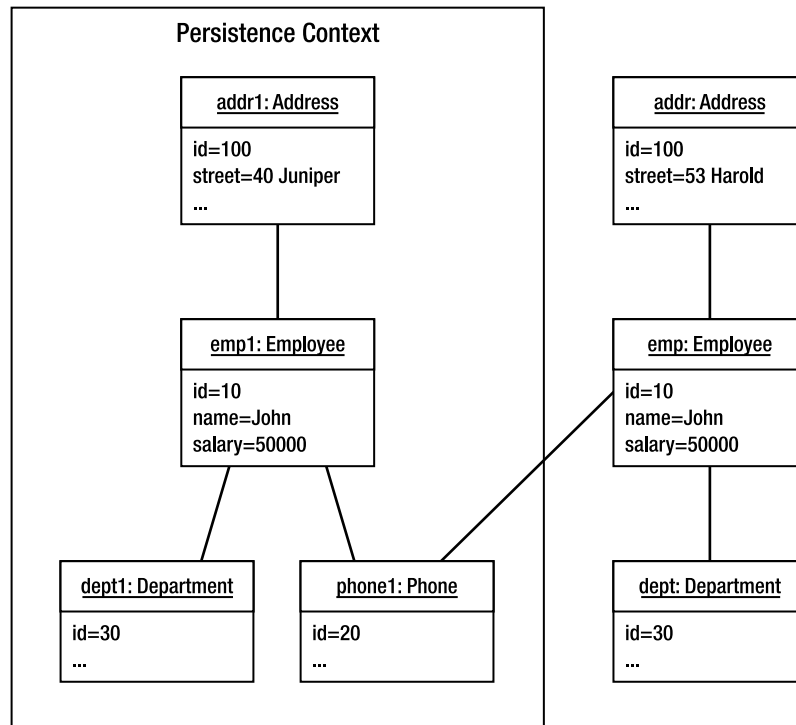 Persistence Context
addr1: Address
id=100
street=40 Juniper
...
addr: Address
id=100
street=53 Harold
...
emp1: Employee
id=10
name=John
salary=50000
emp: Employee
id=10
name=John
salary=50000
dept1: Department
id=30
...
phone1: Phone
id=20
...
dept: Department
id=30
...